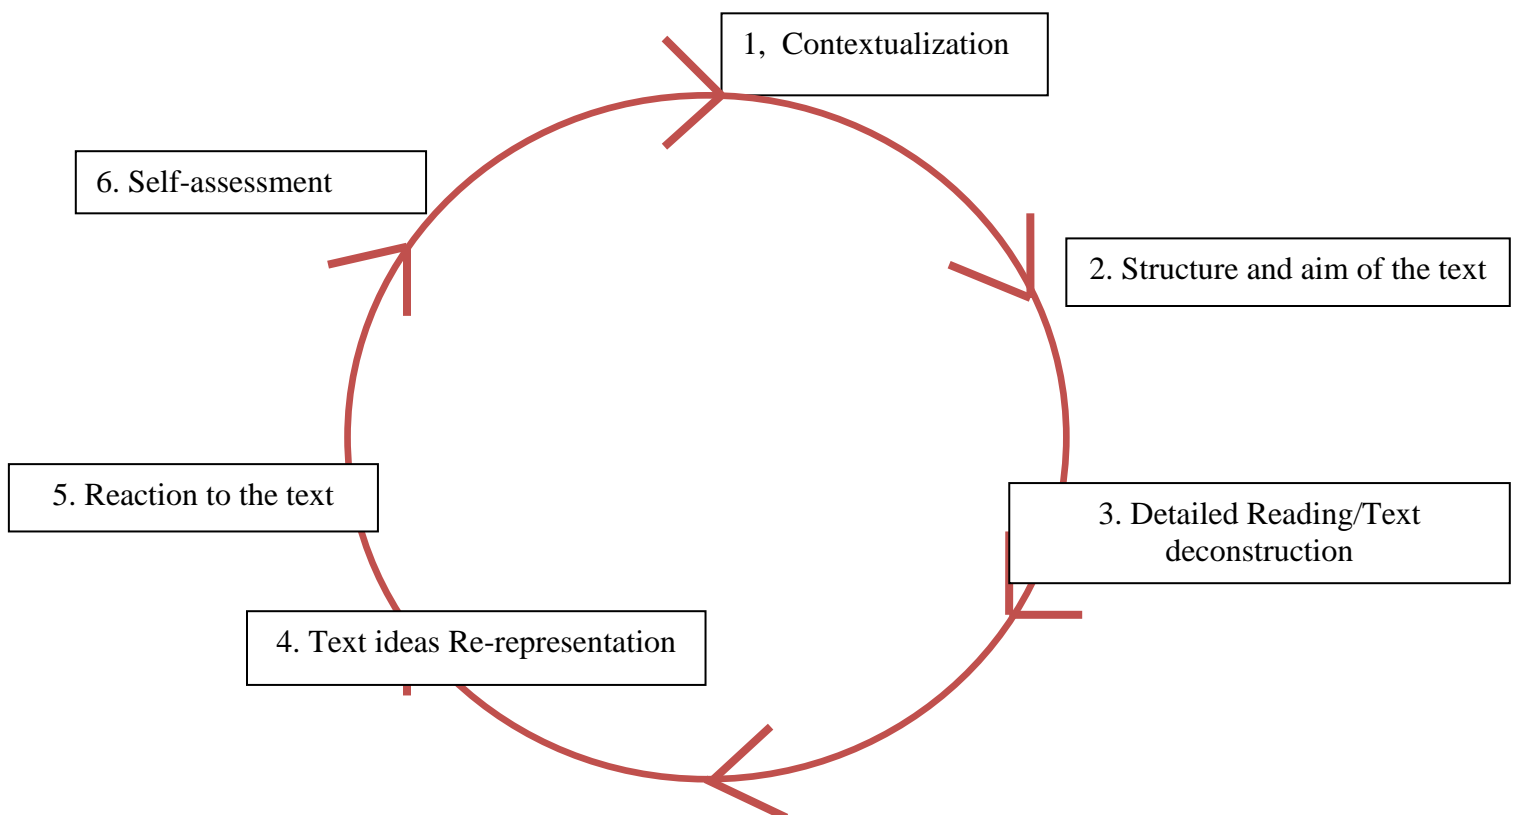 1, Contextualization
2. Structure and aim of the text
3. Detailed Reading/Text
deconstruction
4. Text ideas Re-representation
5. Reaction to the text
6. Self-assessment